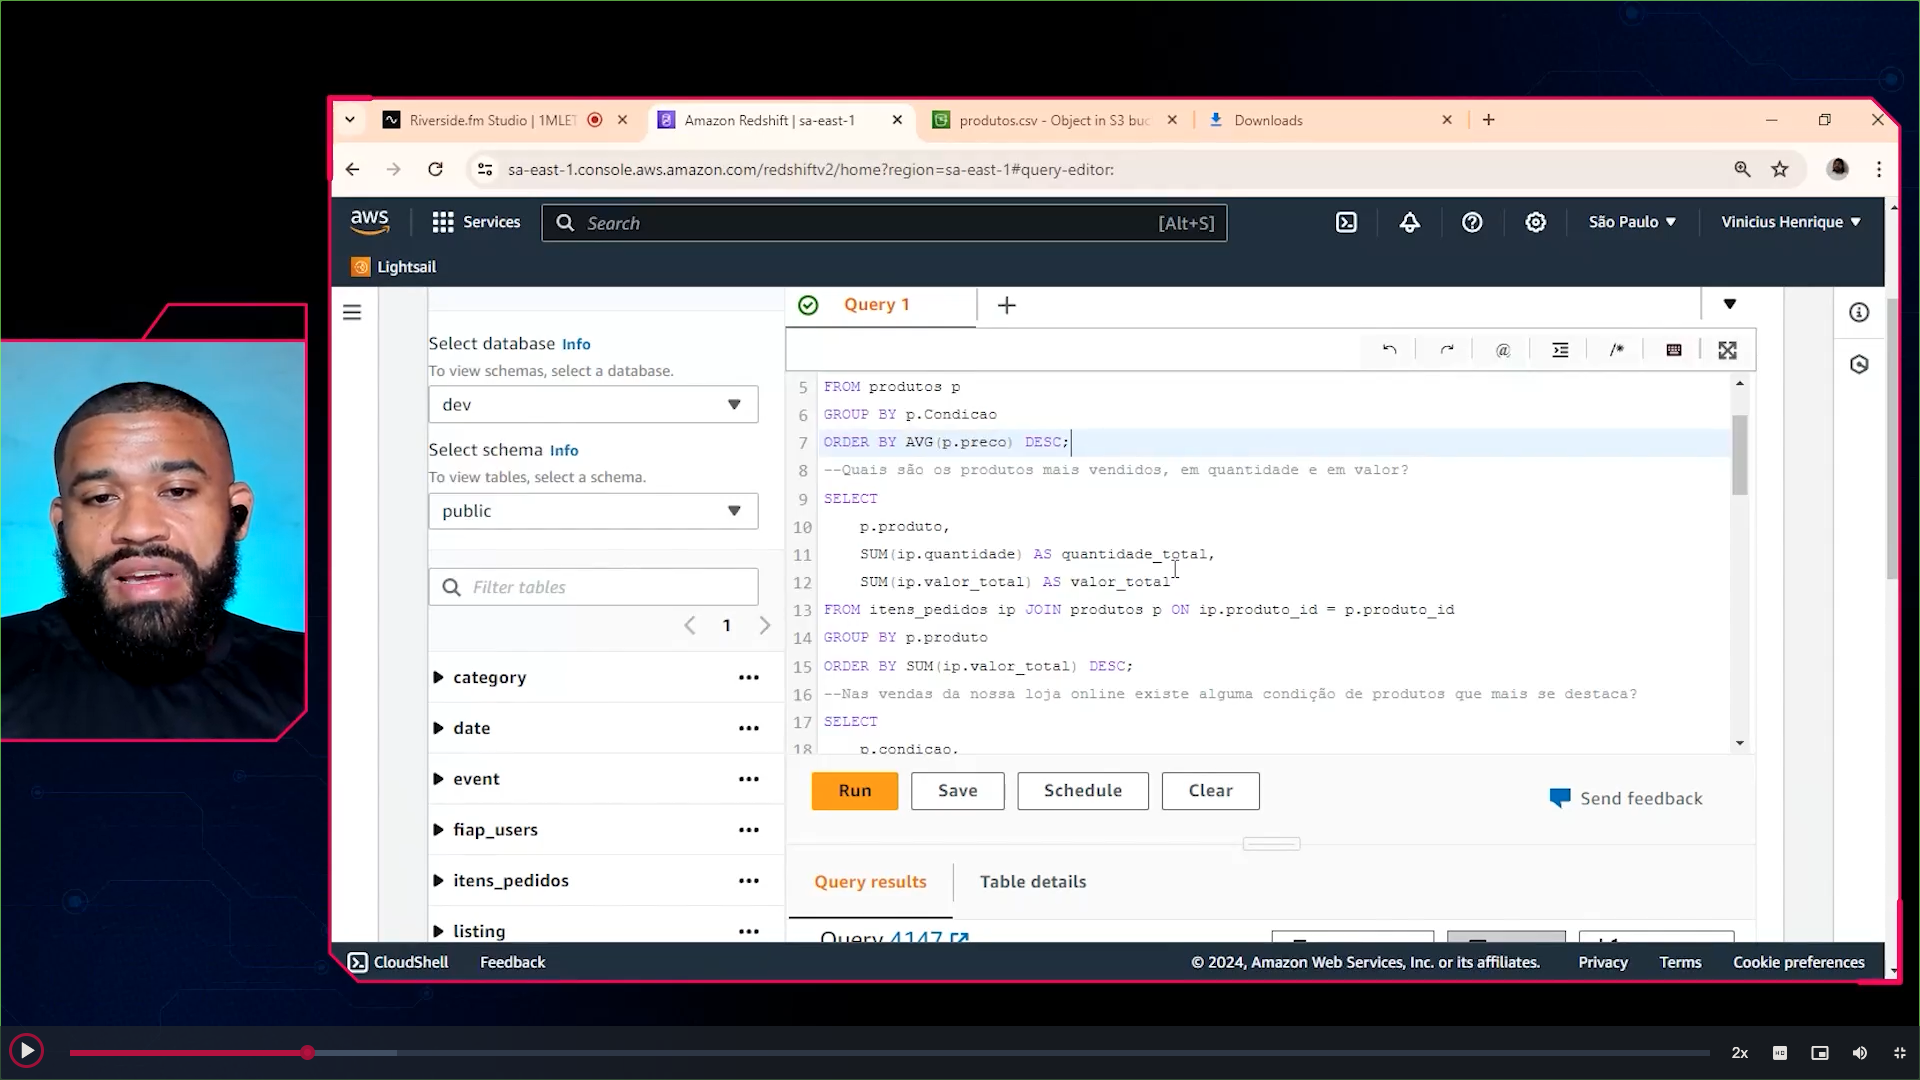 Riverside.fm Studio | 1MLET
Amazon Redshift | sa-east-1
produtos.csv - Object in S3 buc
Downloads
sa-east-1.console.aws.amazon.com/redshiftv2/home?region=sa-east-1#query-editor:
aws
Services
Search
[Alt+S]
São Paulo
Vinicius Henrique
Lightsail
Query 1
Select database Info
To view schemas, select a database.
dev
Select schema Info
To view tables, select a schema.
public
Filter tables
1
category
date
event
fiap_users
itens_pedidos
listing
5 FROM produtos p
6 GROUP BY p.Condicao
7 ORDER BY AVG(p.preco) DESC;
8 --Quais são os produtos mais vendidos, em quantidade e em valor?
9 SELECT
10 p.produto,
11 SUM(ip.quantidade) AS quantidade_total,
12 SUM(ip.valor_total) AS valor_total
13 FROM itens_pedidos ip JOIN produtos p ON ip.produto_id = p.produto_id
14 GROUP BY p.produto
15 ORDER BY SUM(ip.valor_total) DESC;
16 --Nas vendas da nossa loja online existe alguma condição de produtos que mais se destaca?
17 SELECT
18 p.condicao,
Run
Save
Schedule
Clear
Send feedback
Query results
Table details
Query 4147
CloudShell
Feedback
© 2024, Amazon Web Services, Inc. or its affiliates.
Privacy
Terms
Cookie preferences
2x
HD